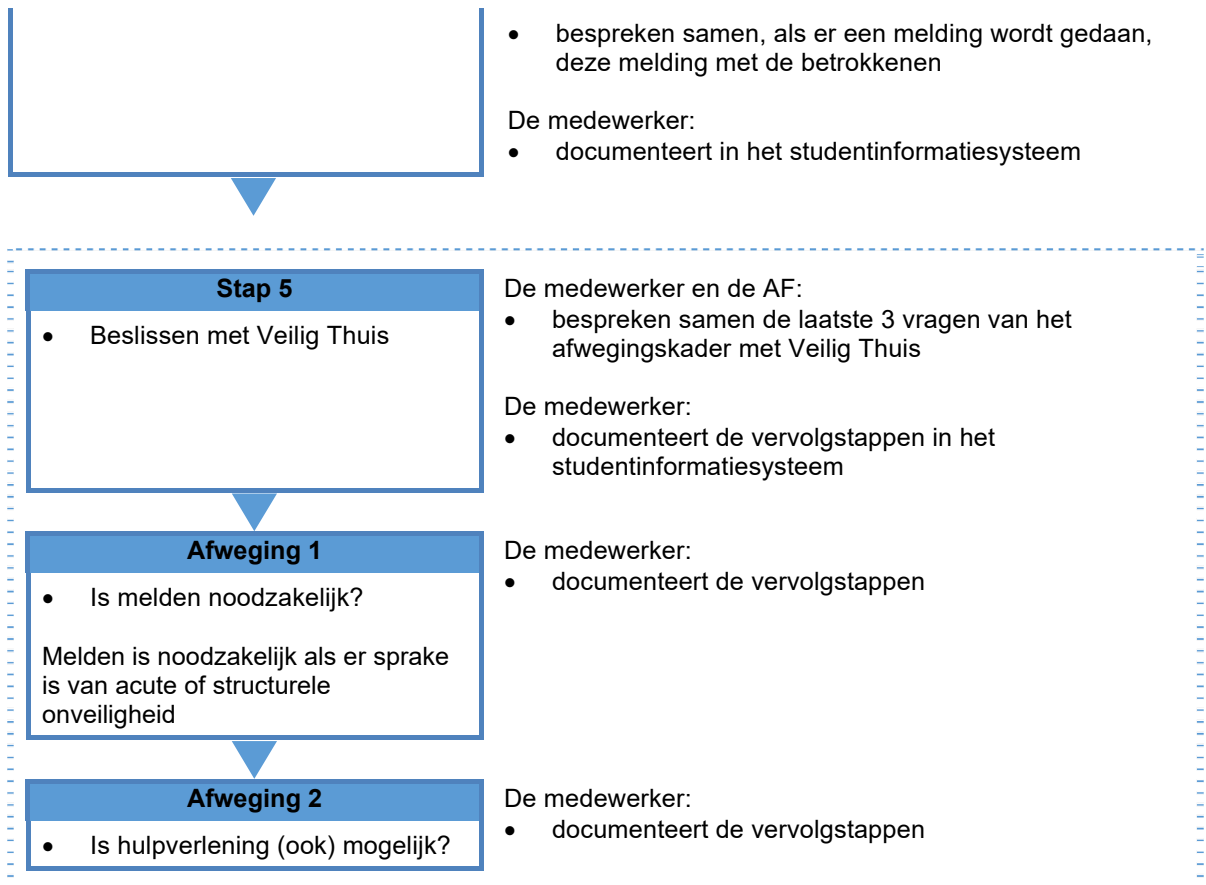 • bespreken samen, als er een melding wordt gedaan,
deze melding met de betrokkenen
De medewerker:
• documenteert in het studentinformatiesysteem
Stap 5
• Beslissen met Veilig Thuis
De medewerker en de AF:
• bespreken samen de laatste 3 vragen van het
afwegingskader met Veilig Thuis
De medewerker:
• documenteert de vervolgstappen in het
studentinformatiesysteem
Afweging 1
• Is melden noodzakelijk?
Melden is noodzakelijk als er sprake
is van acute of structurele
onveiligheid
De medewerker:
• documenteert de vervolgstappen
Afweging 2
• Is hulpverlening (ook) mogelijk?
De medewerker:
• documenteert de vervolgstappen